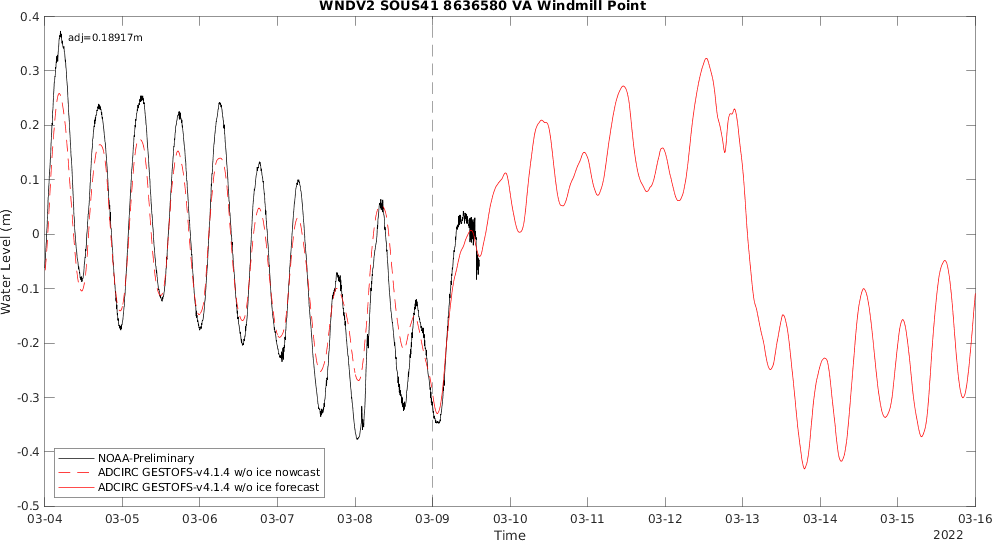 WNDV2 SOUS41 8636580 VA Windmill Point
adj=0.18917m
0.4
0.3
0.2
0.1
0
-0.1
-0.2
-0.3
-0.4
-0.5
Water Level (m)
NOAA-Preliminary
ADCIRC GESTOFS-v4.1.4 w/o ice nowcast
ADCIRC GESTOFS-v4.1.4 w/o ice forecast
03-04 03-05 03-06 03-07 03-08 03-09 03-10 03-11 03-12 03-13 03-14 03-15 03-16
Time
2022